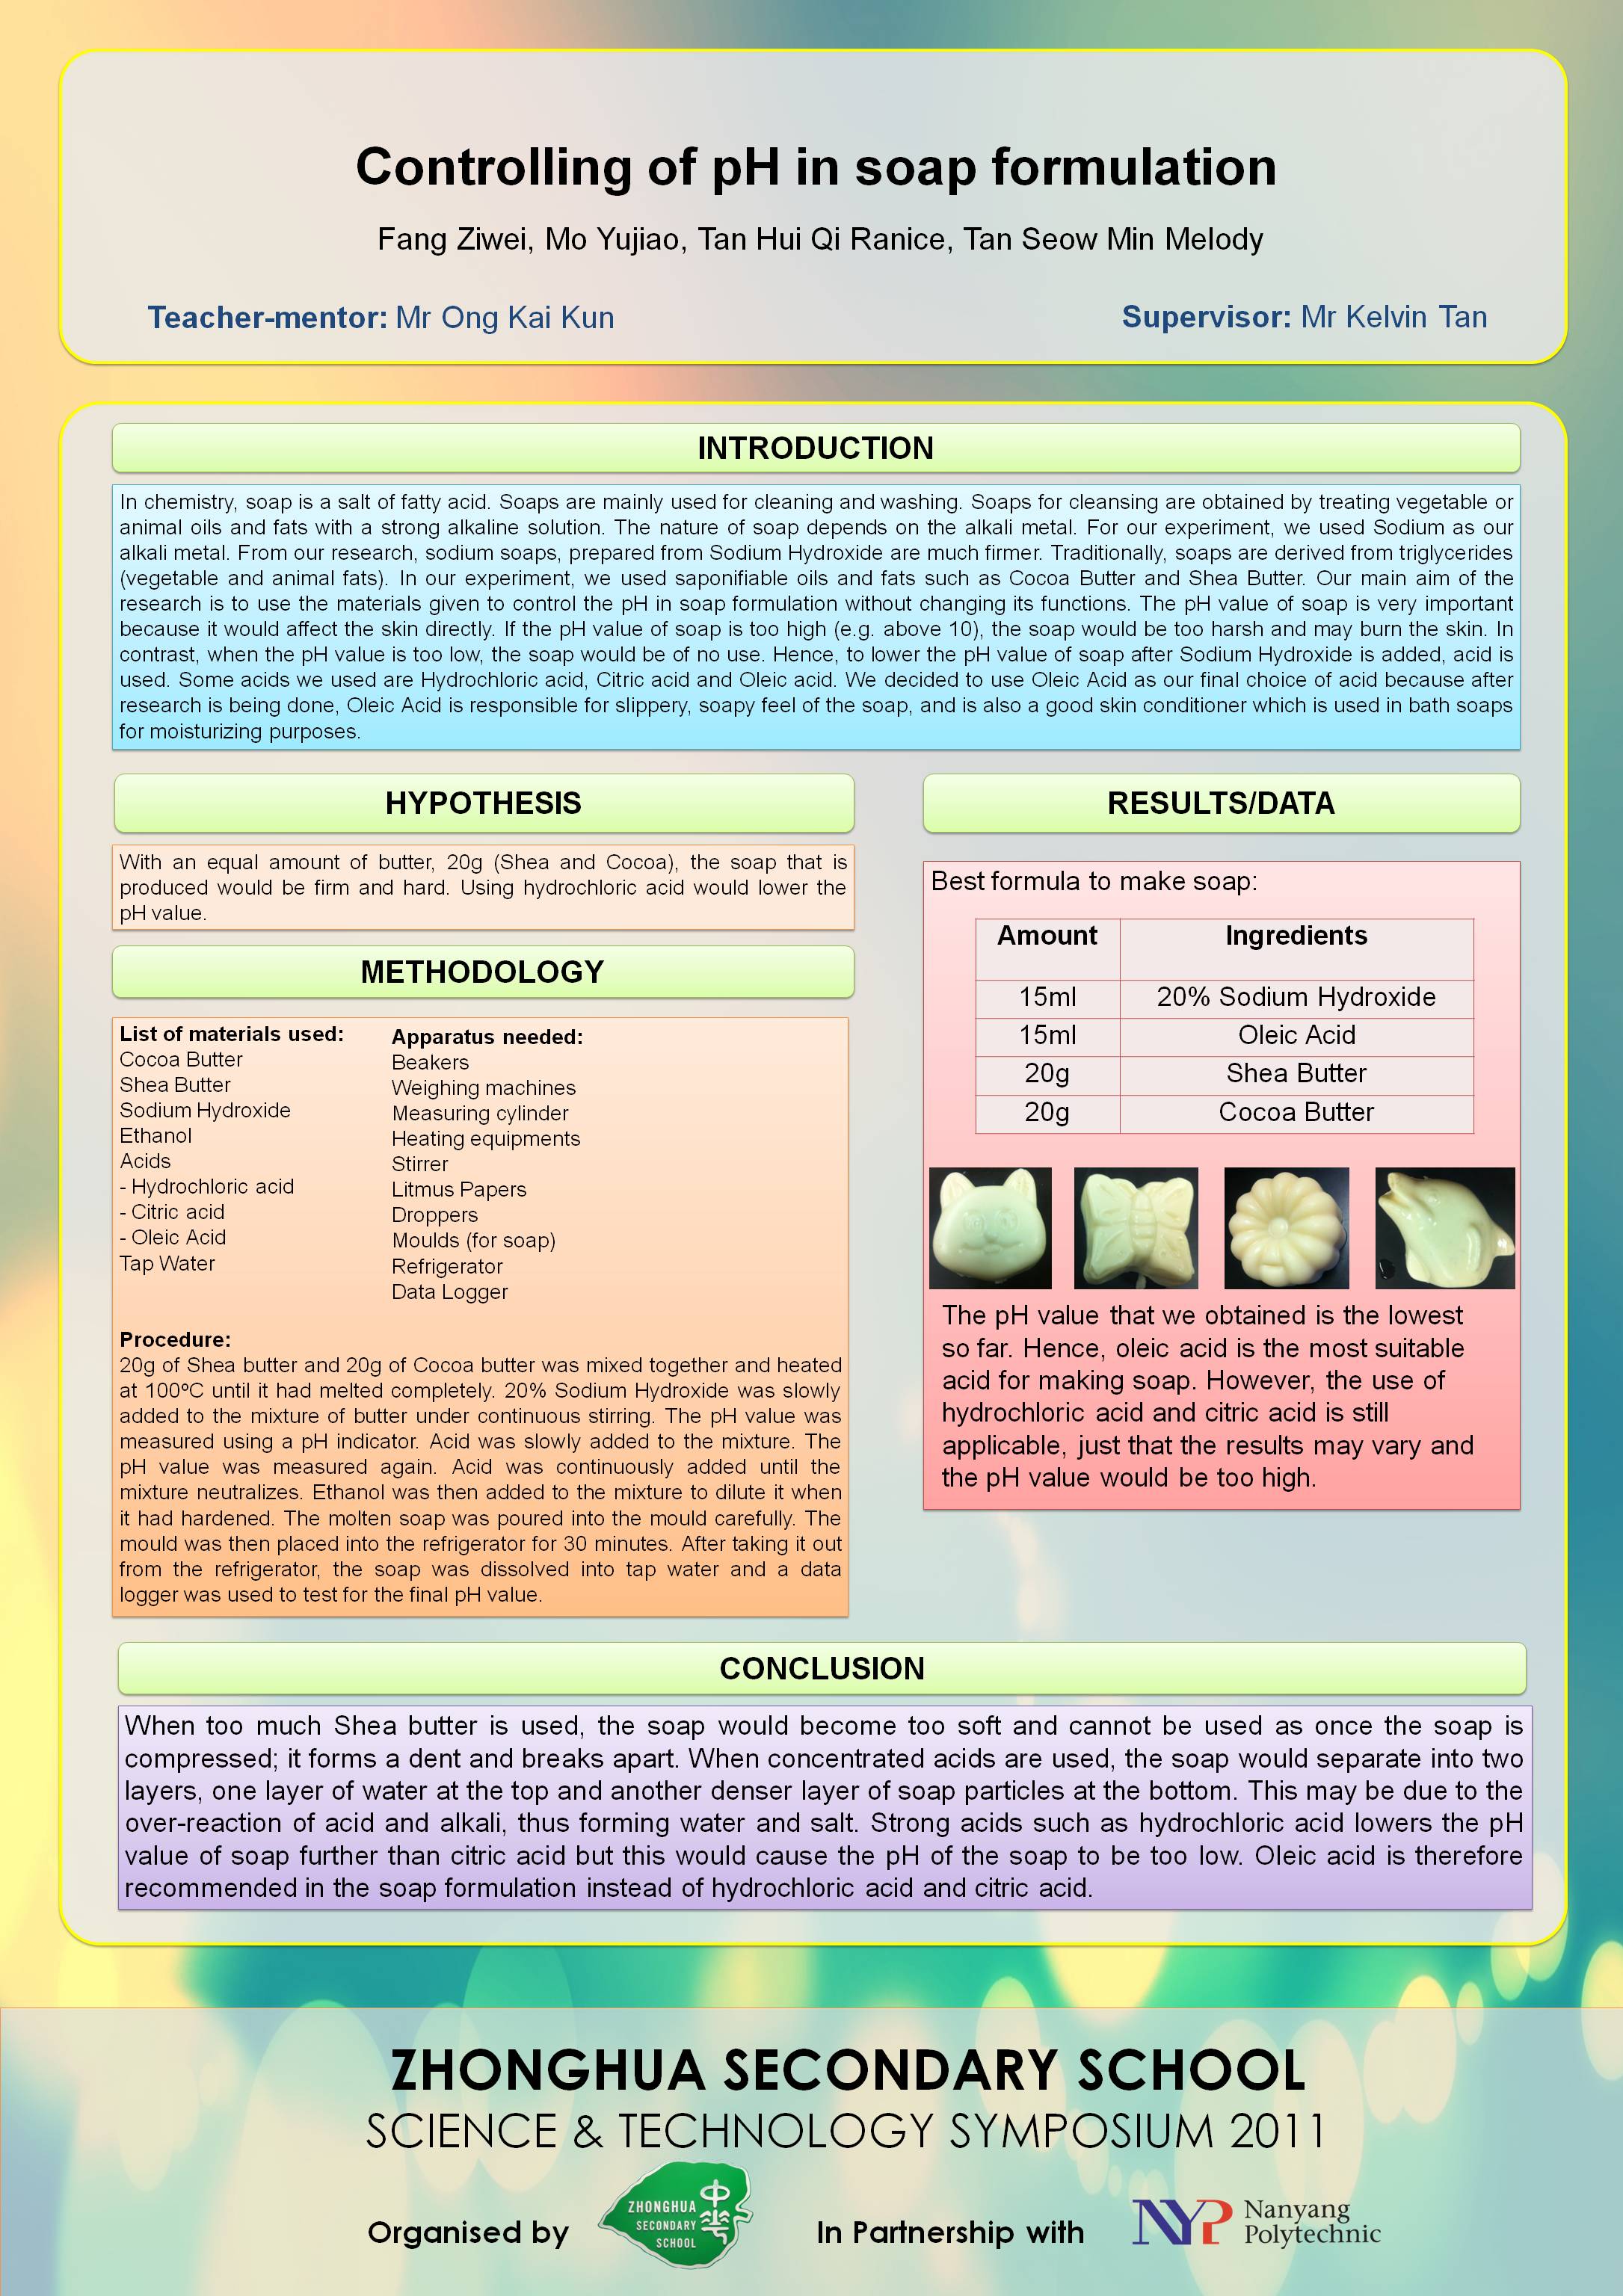 Controlling of pH in soap formulation
Fang Ziwei, Mo Yujiao, Tan Hui Qi Ranice, Tan Seow Min Melody
Teacher-mentor: Mr Ong Kai Kun
Supervisor: Mr Kelvin Tan
INTRODUCTION
In chemistry, soap is a salt of fatty acid. Soaps are mainly used for cleaning and washing. Soaps for cleansing are obtained by treating vegetable or
animal oils and fats with a strong alkaline solution. The nature of soap depends on the alkali metal. For our experiment, we used Sodium as our
alkali metal. From our research, sodium soaps, prepared from Sodium Hydroxide are much firmer. Traditionally, soaps are derived from triglycerides
(vegetable and animal fats). In our experiment, we used saponifiable oils and fats such as Cocoa Butter and Shea Butter. Our main aim of the
research is to use the materials given to control the pH in soap formulation without changing its functions. The pH value of soap is very important
because it would affect the skin directly. If the pH value of soap is too high (e.g. above 10), the soap would be too harsh and may burn the skin. In
contrast, when the pH value is too low, the soap would be of no use. Hence, to lower the pH value of soap after Sodium Hydroxide is added, acid is
used. Some acids we used are Hydrochloric acid, Citric acid and Oleic acid. We decided to use Oleic Acid as our final choice of acid because after
research is being done, Oleic Acid is responsible for slippery, soapy feel of the soap, and is also a good skin conditioner which is used in bath soaps
for moisturizing purposes.
HYPOTHESIS
With an equal amount of butter, 20g (Shea and Cocoa), the soap that is
produced would be firm and hard. Using hydrochloric acid would lower the
pH value.
METHODOLOGY
List of materials used:
Cocoa Butter
Shea Butter
Sodium Hydroxide
Ethanol
Acids
- Hydrochloric acid
- Citric acid
- Oleic Acid
Tap Water
Apparatus needed:
Beakers
Weighing machines
Measuring cylinder
Heating equipments
Stirrer
Litmus Papers
Droppers
Moulds (for soap)
Refrigerator
Data Logger
Procedure:
20g of Shea butter and 20g of Cocoa butter was mixed together and heated
at 100ºC until it had melted completely. 20% Sodium Hydroxide was slowly
added to the mixture of butter under continuous stirring. The pH value was
measured using a pH indicator. Acid was slowly added to the mixture. The
pH value was measured again. Acid was continuously added until the
mixture neutralizes. Ethanol was then added to the mixture to dilute it when
it had hardened. The molten soap was poured into the mould carefully. The
mould was then placed into the refrigerator for 30 minutes. After taking it out
from the refrigerator, the soap was dissolved into tap water and a data
logger was used to test for the final pH value.
RESULTS/DATA
Best formula to make soap:
Amount Ingredients
15ml 20% Sodium Hydroxide
15ml Oleic Acid
20g Shea Butter
20g Cocoa Butter
The pH value that we obtained is the lowest
so far. Hence, oleic acid is the most suitable
acid for making soap. However, the use of
hydrochloric acid and citric acid is still
applicable, just that the results may vary and
the pH value would be too high.
CONCLUSION
When too much Shea butter is used, the soap would become too soft and cannot be used as once the soap is
compressed; it forms a dent and breaks apart. When concentrated acids are used, the soap would separate into two
layers, one layer of water at the top and another denser layer of soap particles at the bottom. This may be due to the
over-reaction of acid and alkali, thus forming water and salt. Strong acids such as hydrochloric acid lowers the pH
value of soap further than citric acid but this would cause the pH of the soap to be too low. Oleic acid is therefore
recommended in the soap formulation instead of hydrochloric acid and citric acid.
ZHONGHUA SECONDARY SCHOOL
SCIENCE & TECHNOLOGY SYMPOSIUM 2011
Organised by
ZHONGHUA
SECONDARY
SCHOOL
In Partnership with
NYP
Nanyang
Polytechnic